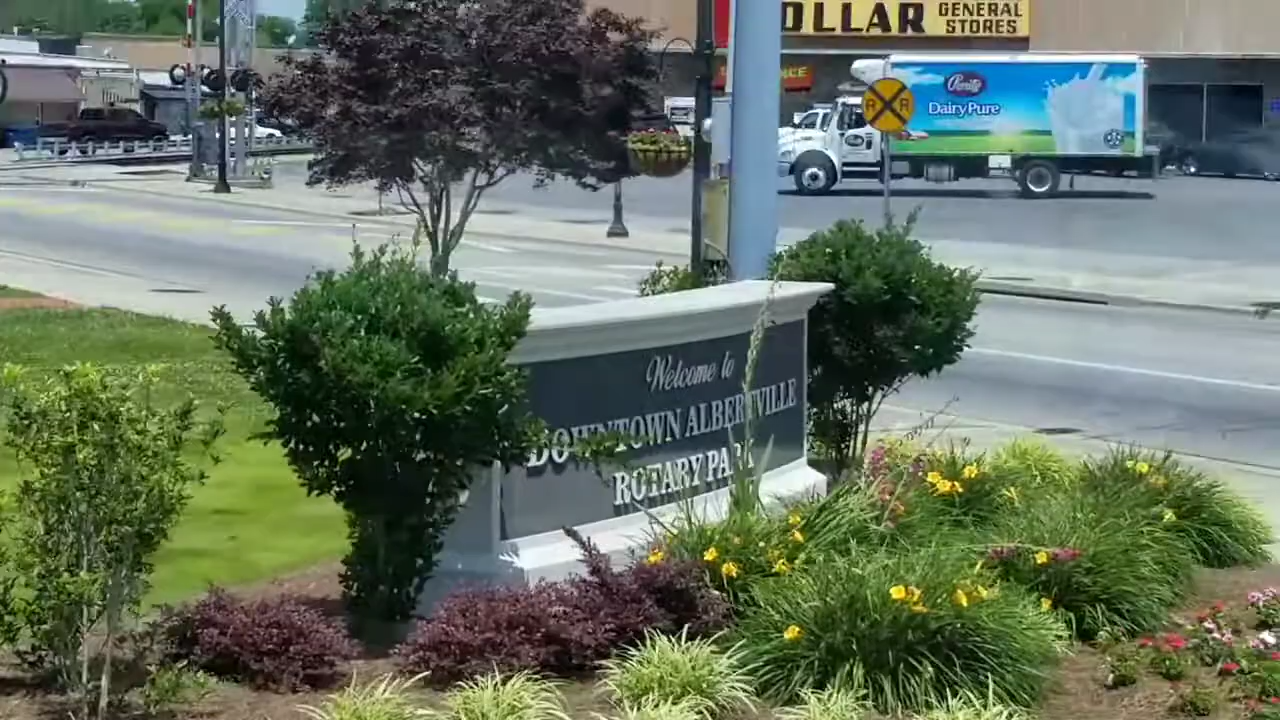 OLLAR GENERAL STORES
Purity
DairyPure
R R
Welcome to
DOWNTOWN ALBERTVILLE
ROTARY PARK